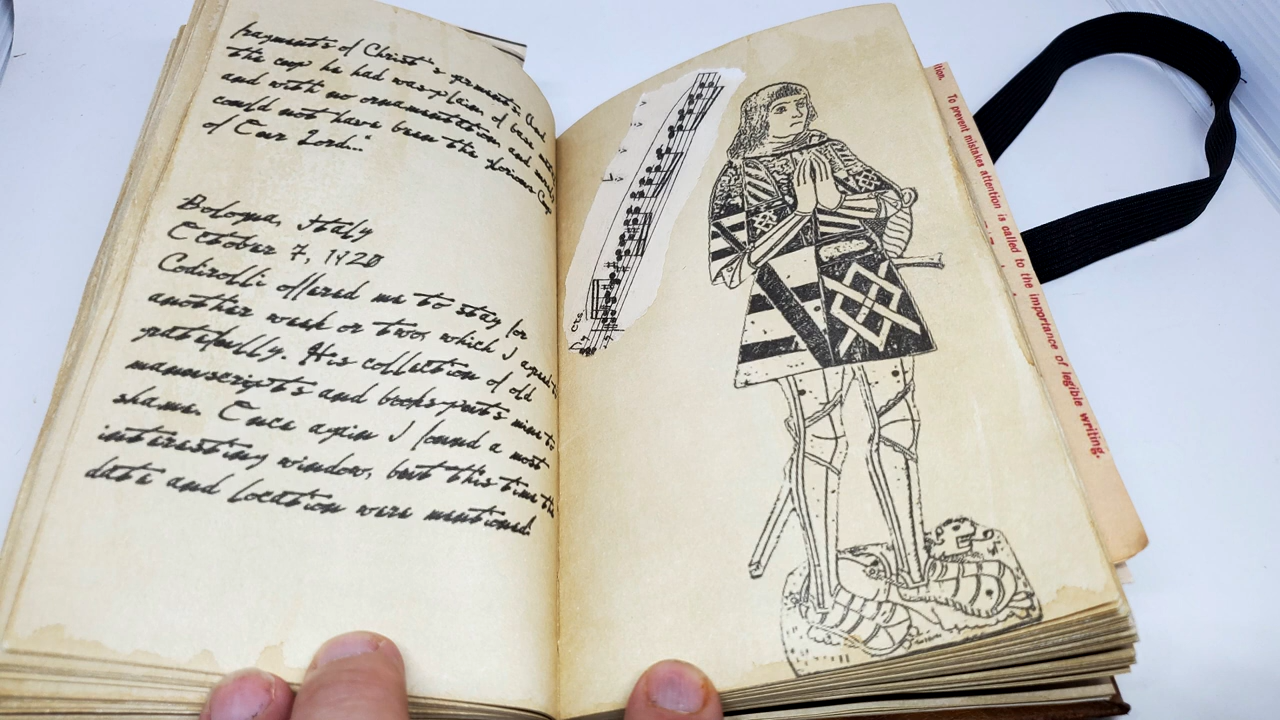 fragments of Christ's garments. And
the cup he had was plain, of base metal
and with no ornamentation, and
could not have been the glorious Cup
of Our Lord..."
Bologna, Italy
October 7, 1920
Codirolli offered me to stay for
another week or two, which I agreed to
gratefully. His collection of old
manuscripts and books puts mine to
shame. Once again I found a most
interesting window, but this time the
date and location were mentioned
tion. To prevent mistakes attention is called to the importance of legible writing.